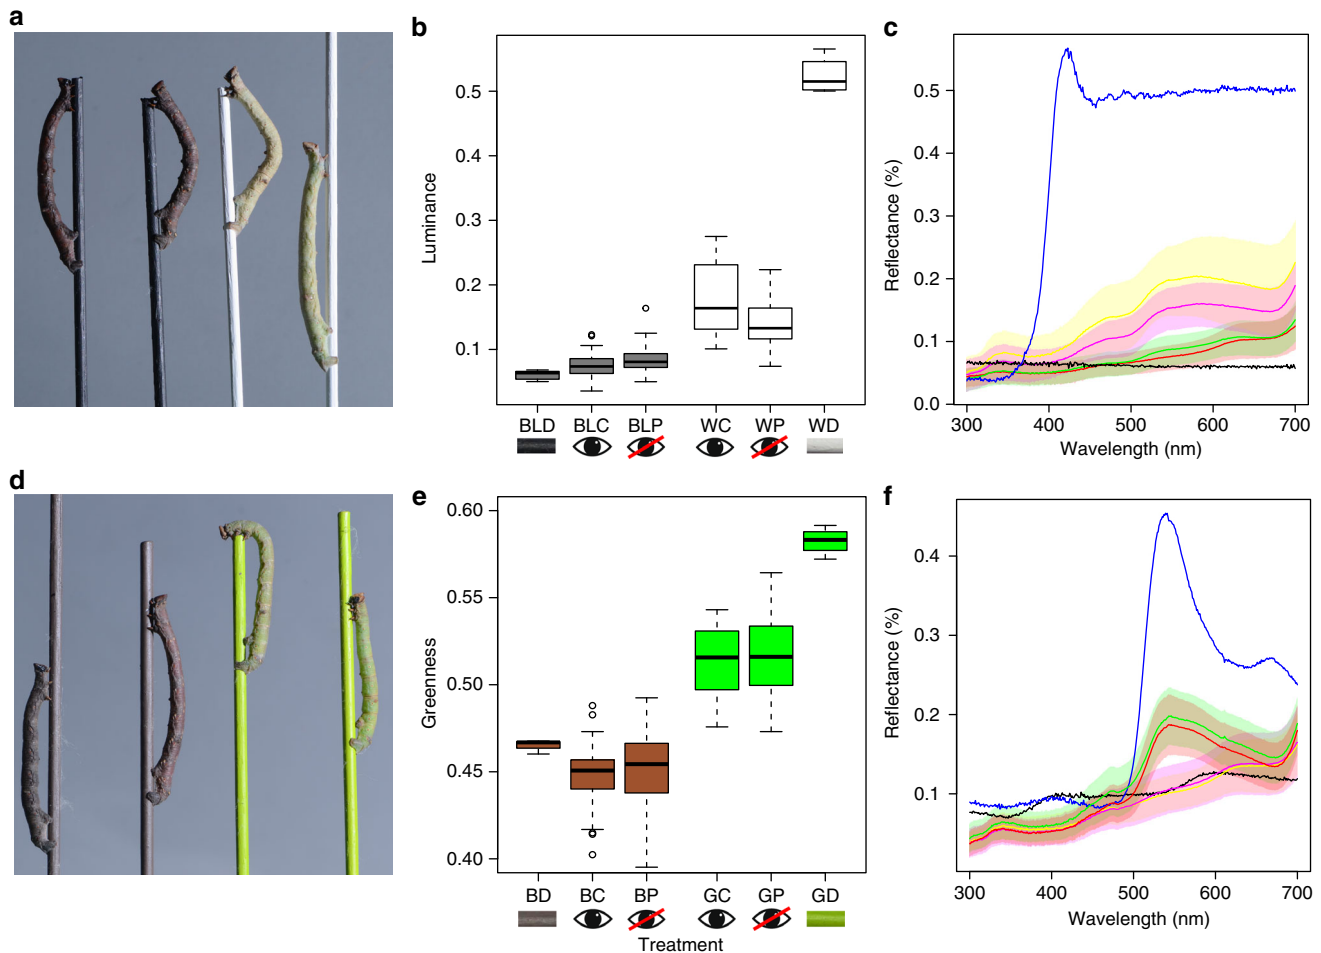 a
b
0.5
0.4
0.3
0.2
0.1
Luminance
BLD BLC BLP WC WP WD
c
0.5
0.4
0.3
0.2
0.1
0.0
Reflectance (%)
300 400 500 600 700
Wavelength (nm)
d
e
0.60
0.55
0.50
0.45
0.40
Greenness
BD BC BP GC GP GD
Treatment
f
0.4
0.3
0.2
0.1
Reflectance (%)
300 400 500 600 700
Wavelength (nm)